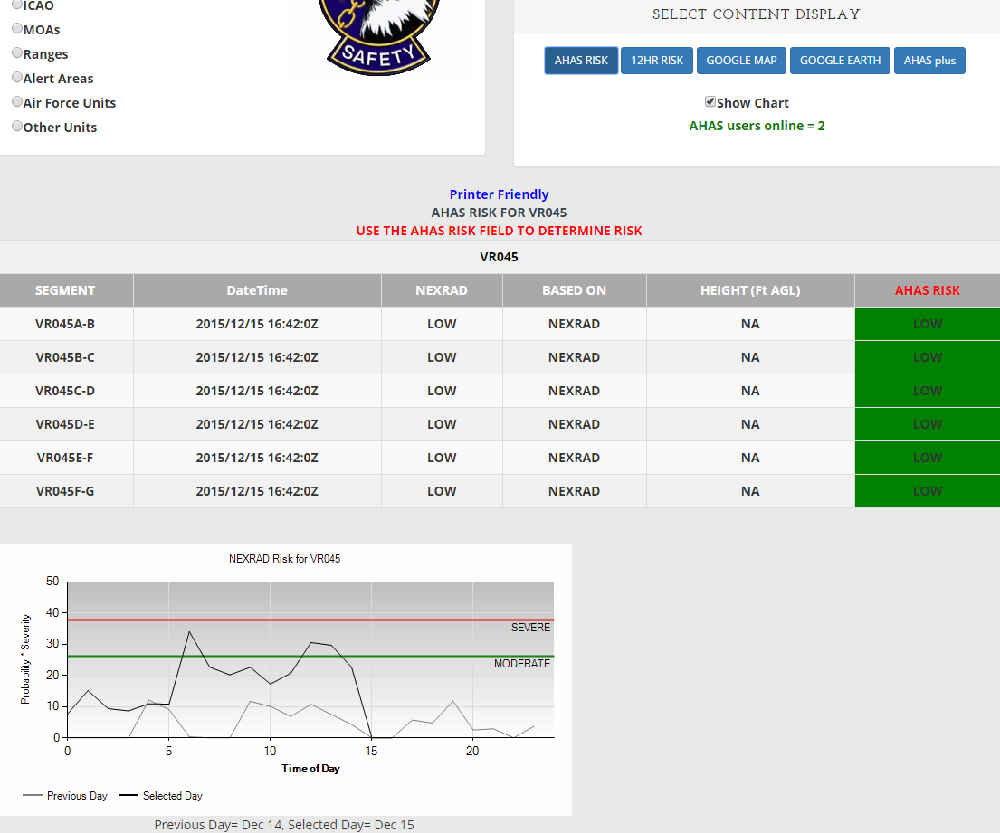 ICAO
MOAs
Ranges
Alert Areas
Air Force Units
Other Units
SAFETY
SELECT CONTENT DISPLAY
AHAS RISK 12HR RISK GOOGLE MAP GOOGLE EARTH AHAS plus
Show Chart
AHAS users online = 2
Printer Friendly
AHAS RISK FOR VR045
USE THE AHAS RISK FIELD TO DETERMINE RISK
VR045
SEGMENT DateTime NEXRAD BASED ON HEIGHT (Ft AGL) AHAS RISK
VR045A-B 2015/12/15 16:42:0Z LOW NEXRAD NA LOW
VR045B-C 2015/12/15 16:42:0Z LOW NEXRAD NA LOW
VR045C-D 2015/12/15 16:42:0Z LOW NEXRAD NA LOW
VR045D-E 2015/12/15 16:42:0Z LOW NEXRAD NA LOW
VR045E-F 2015/12/15 16:42:0Z LOW NEXRAD NA LOW
VR045F-G 2015/12/15 16:42:0Z LOW NEXRAD NA LOW
NEXRAD Risk for VR045
Probability * Severity
50
40
30
20
10
0
SEVERE
MODERATE
0 5 10 15 20
Time of Day
Previous Day Selected Day
Previous Day= Dec 14, Selected Day= Dec 15